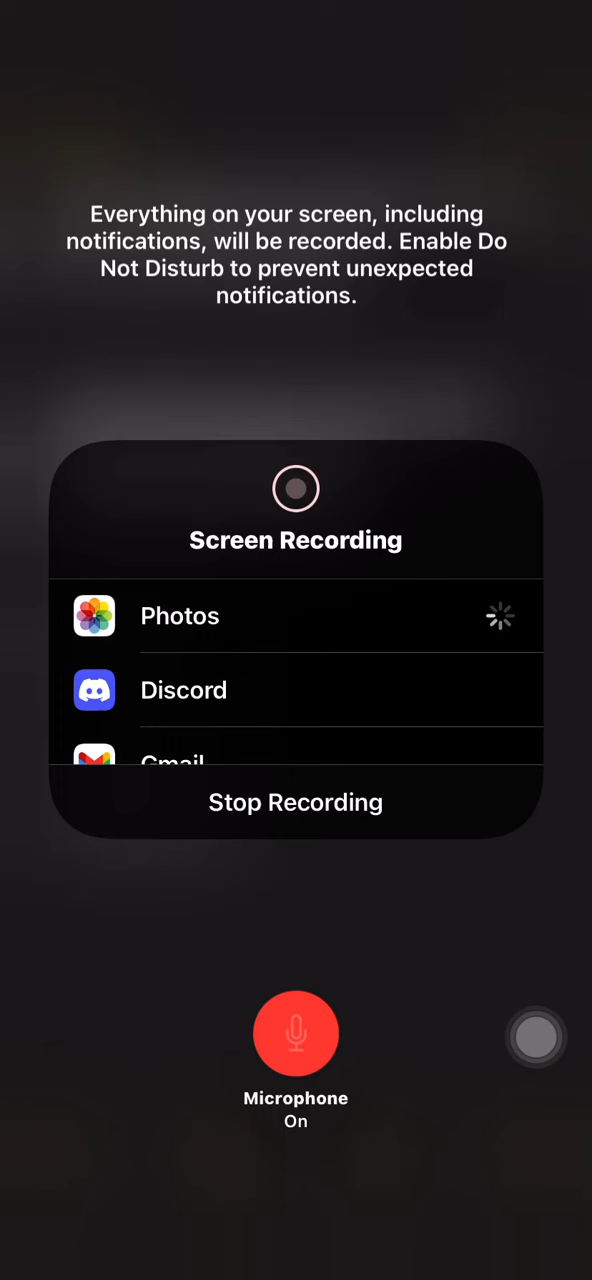 Everything on your screen, including
notifications, will be recorded. Enable Do
Not Disturb to prevent unexpected
notifications.
Screen Recording
Photos
Discord
Gmail
Stop Recording
Microphone
On